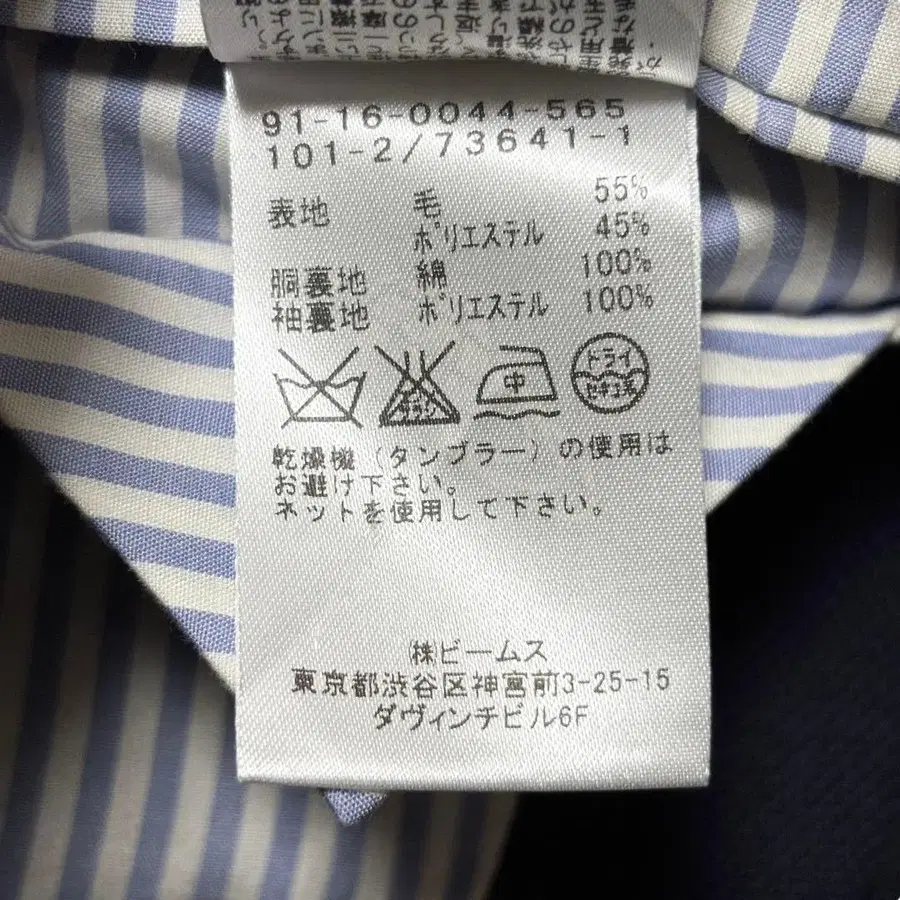 91-16-0044-565
101-2/73641-1
表地 毛 55%
ポリエステル 45%
胴裏地 綿 100%
袖裏地 ポリエステル 100%
中
ドライ
セキユ系
乾燥機（タンブラー）の使用は
お避け下さい。
ネットを使用して下さい。
㈱ビームス
東京都渋谷区神宮前3-25-15
ダヴィンチビル6F